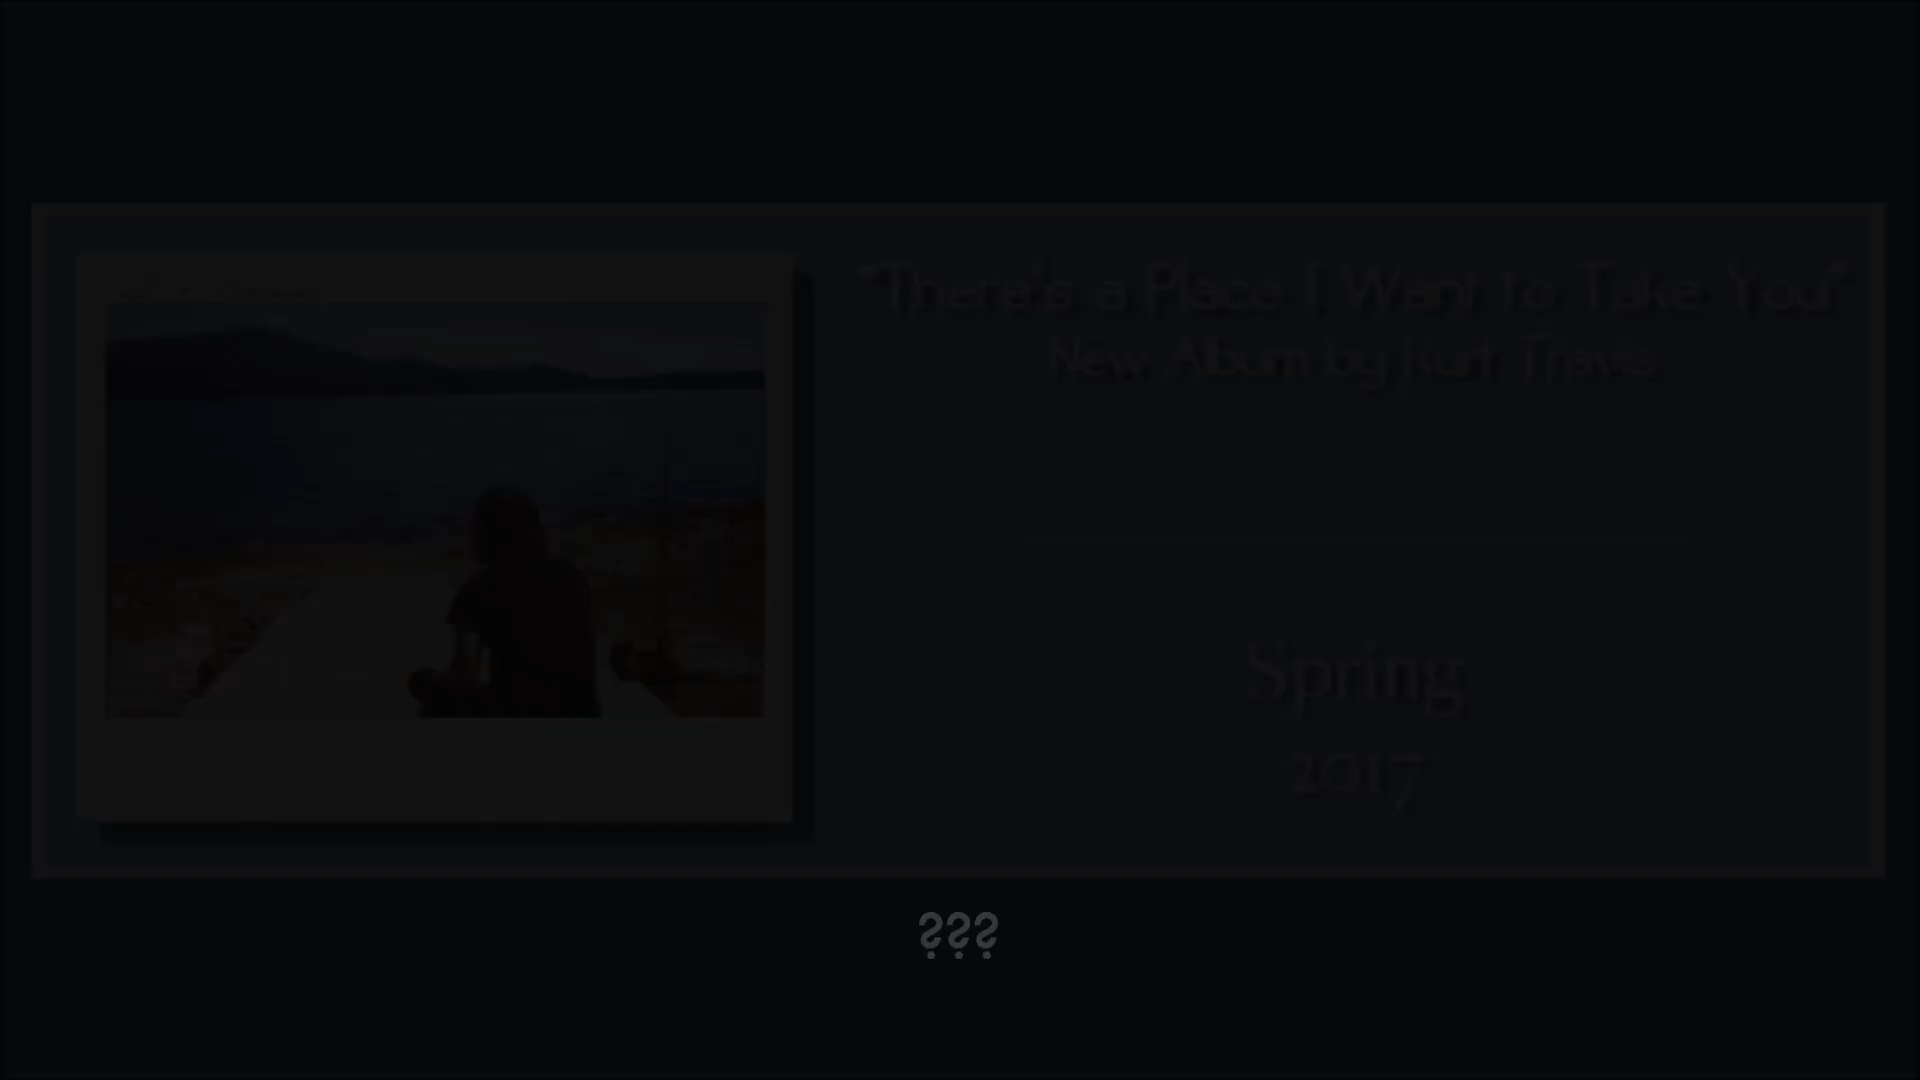 "There's a Place I Want to Take You"
New Album by Kurt Travis
Spring
2017
???